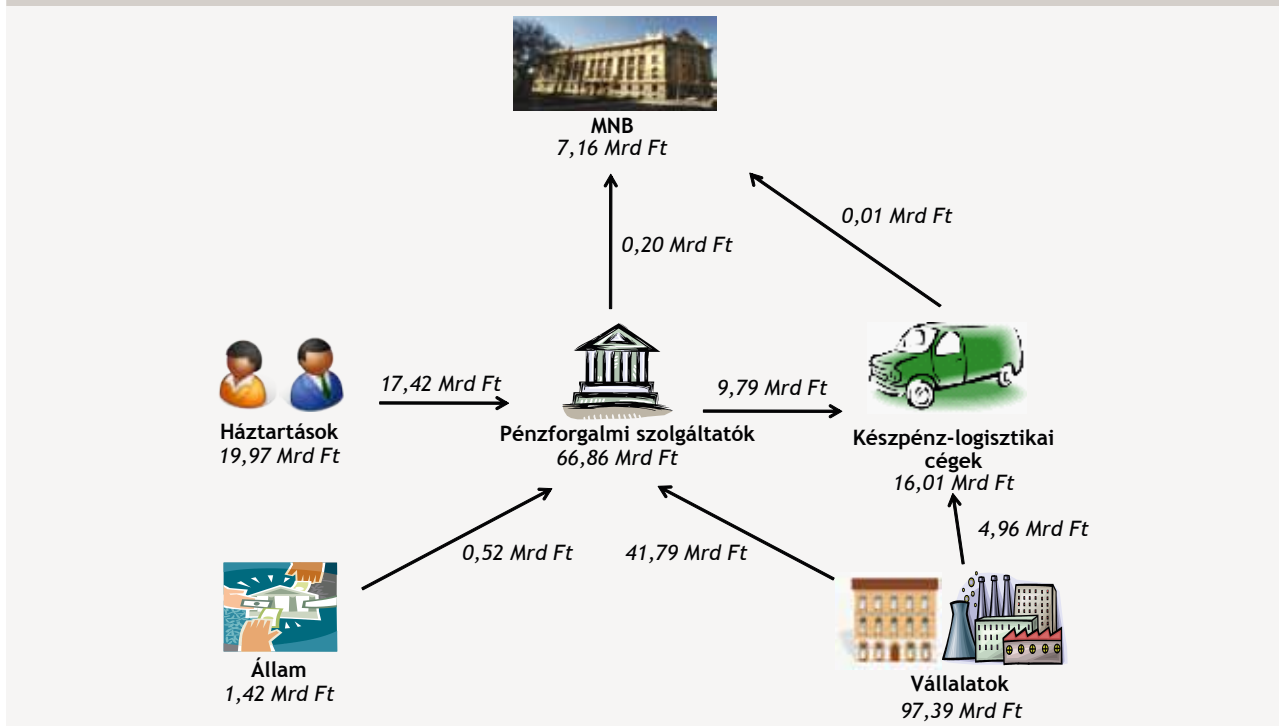 MNB
7,16 Mrd Ft
0,01 Mrd Ft
0,20 Mrd Ft
17,42 Mrd Ft
9,79 Mrd Ft
Háztartások
19,97 Mrd Ft
Pénzforgalmi szolgáltatók
66,86 Mrd Ft
Készpénz-logisztikai
cégek
16,01 Mrd Ft
0,52 Mrd Ft
41,79 Mrd Ft
4,96 Mrd Ft
Állam
1,42 Mrd Ft
Vállalatok
97,39 Mrd Ft